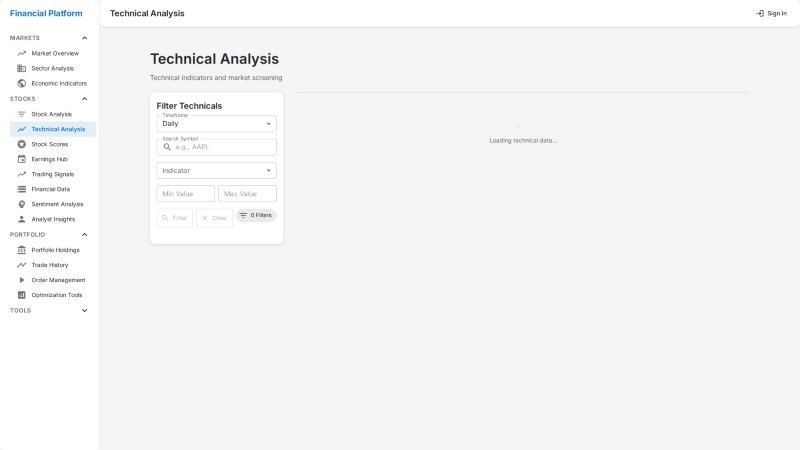 Financial Platform
Technical Analysis
Sign In
MARKETS
Market Overview
Sector Analysis
Economic Indicators
STOCKS
Stock Analysis
Technical Analysis
Stock Scores
Earnings Hub
Trading Signals
Financial Data
Sentiment Analysis
Analyst Insights
PORTFOLIO
Portfolio Holdings
Trade History
Order Management
Optimization Tools
TOOLS
Technical Analysis
Technical indicators and market screening
Filter Technicals
Timeframe
Daily
Search Symbol
e.g., AAPL
Indicator
Min Value
Max Value
Filter
Clear
0 Filters
Loading technical data...